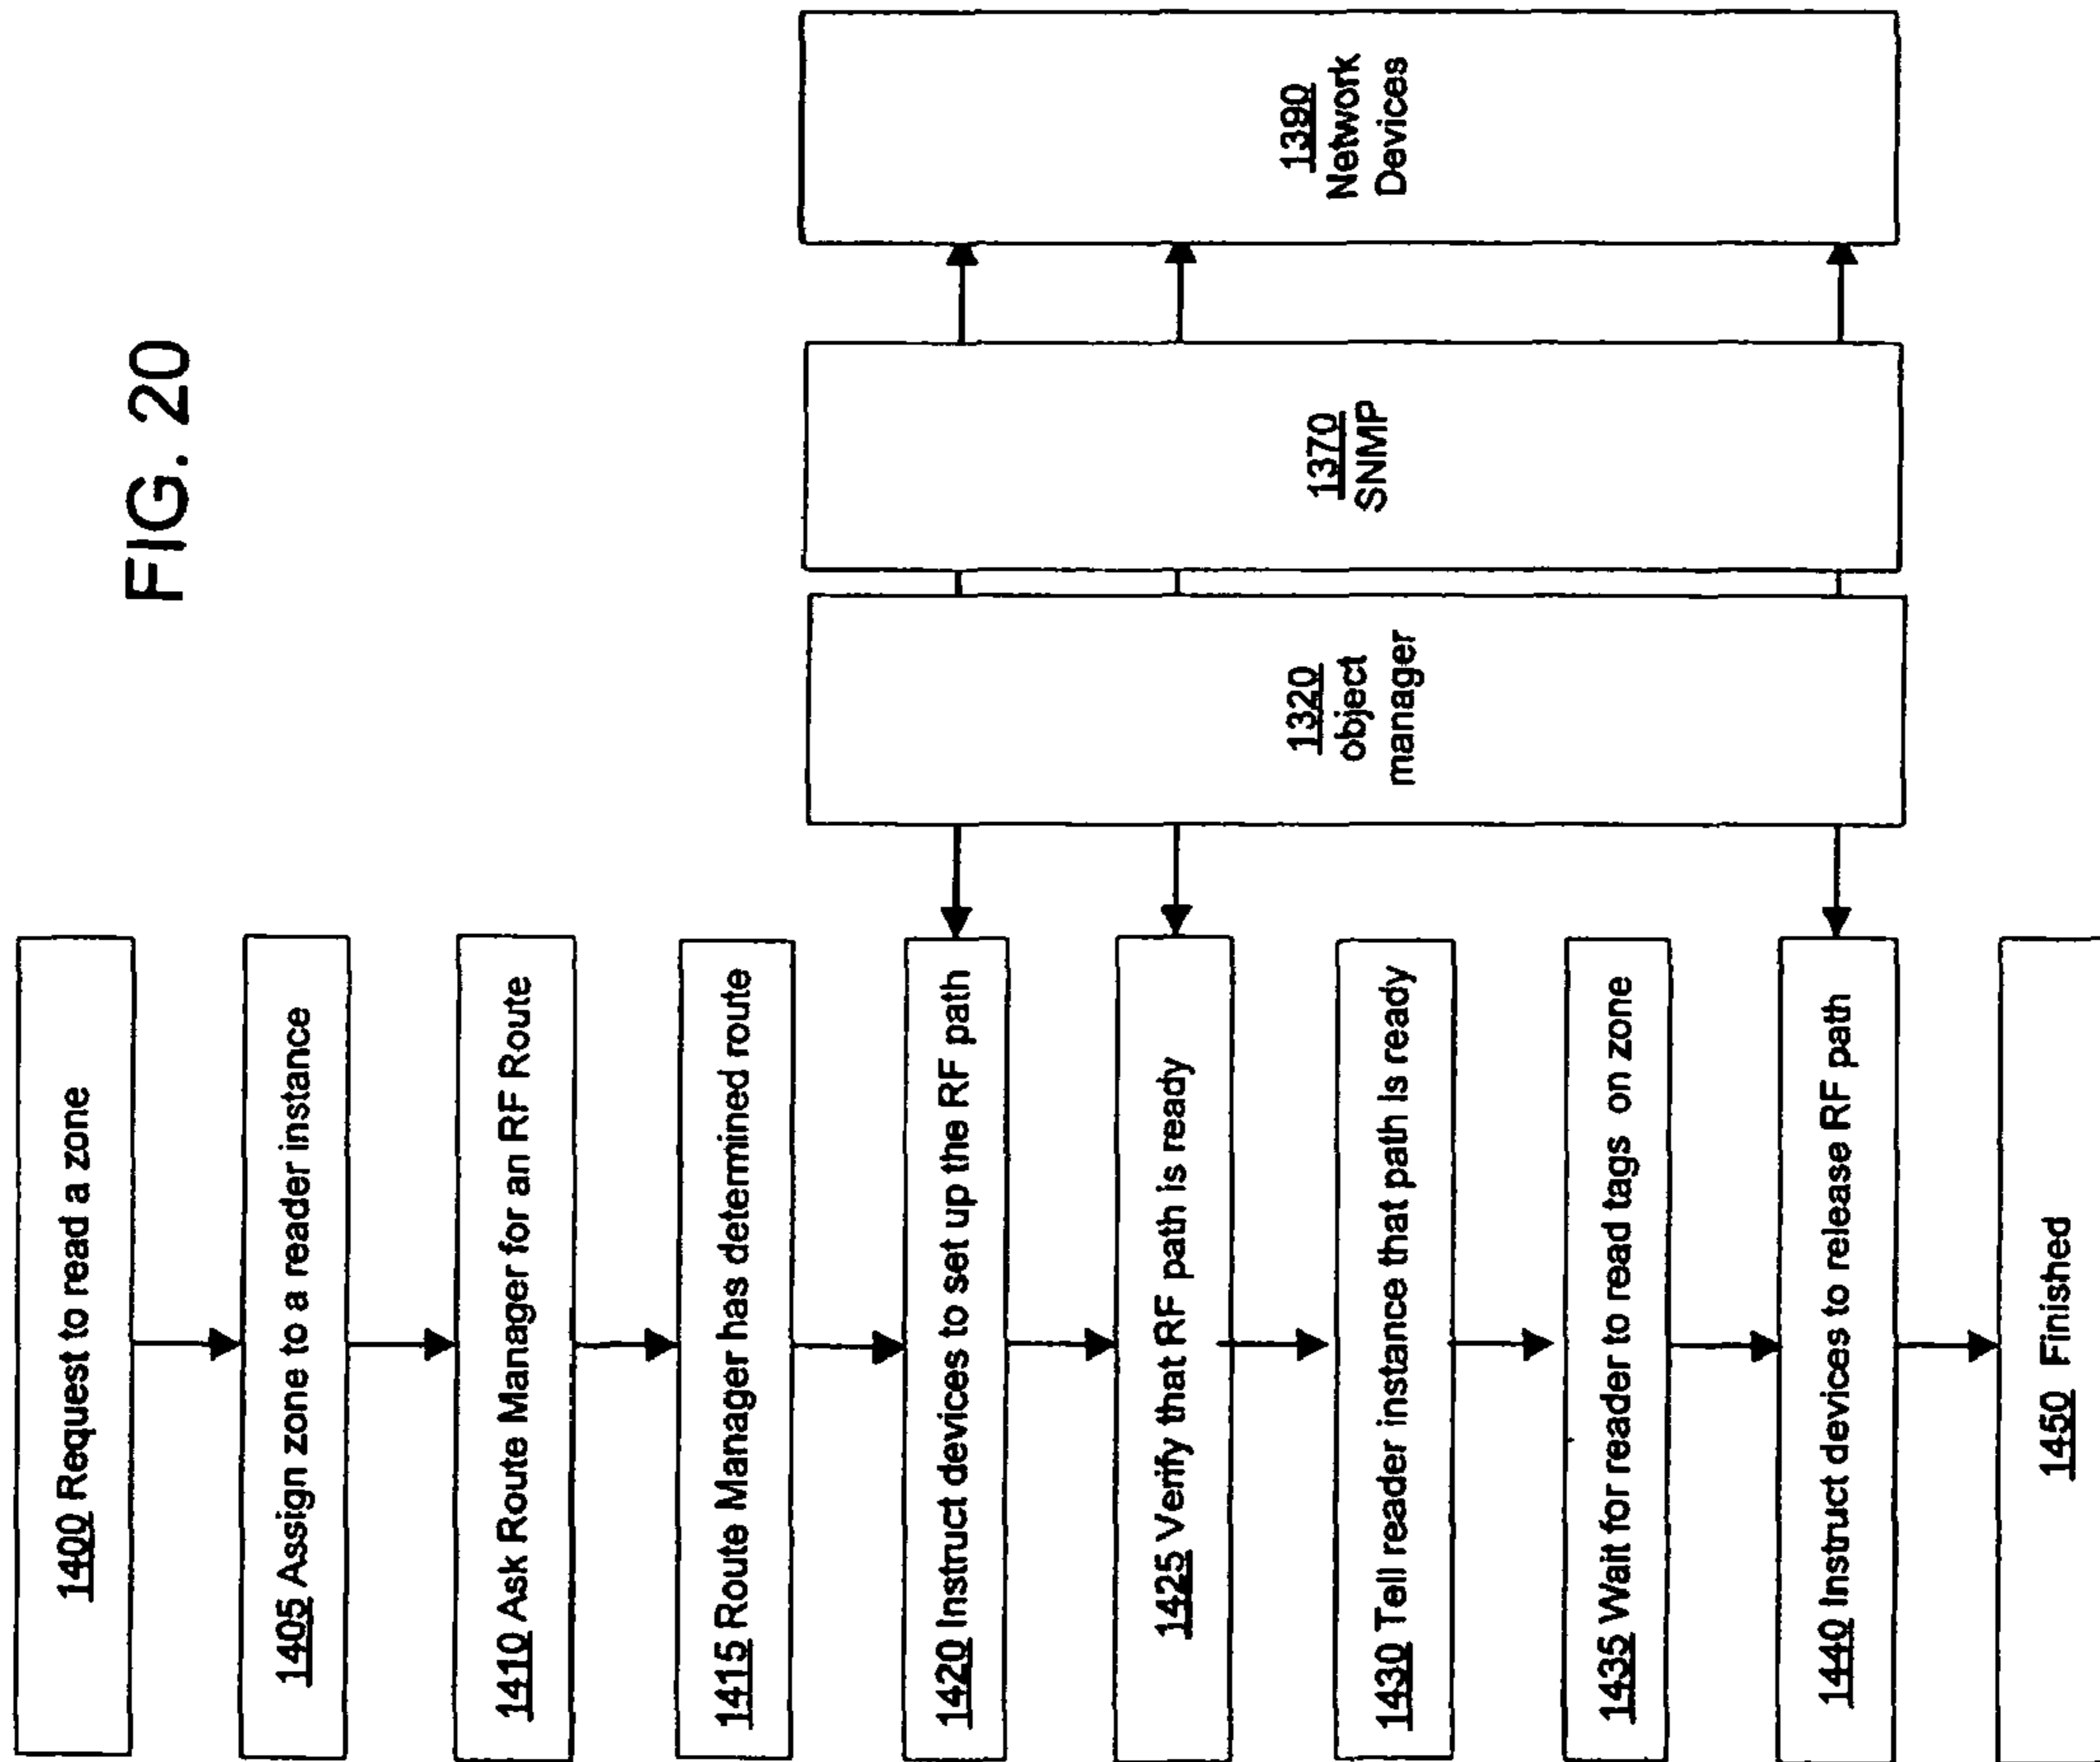 FIG. 20
1400 Request to read a zone
1405 Assign zone to a reader instance
1410 Ask Route Manager for an RF Route
1415 Route Manager has determined route
1420 Instruct devices to set up the RF path
1425 Verify that RF path is ready
1430 Tell reader instance that path is ready
1435 Wait for reader to read tags on zone
1440 Instruct devices to release RF path
1450 Finished
1320
object
manager
1370
SNMP
1390
Network
Devices